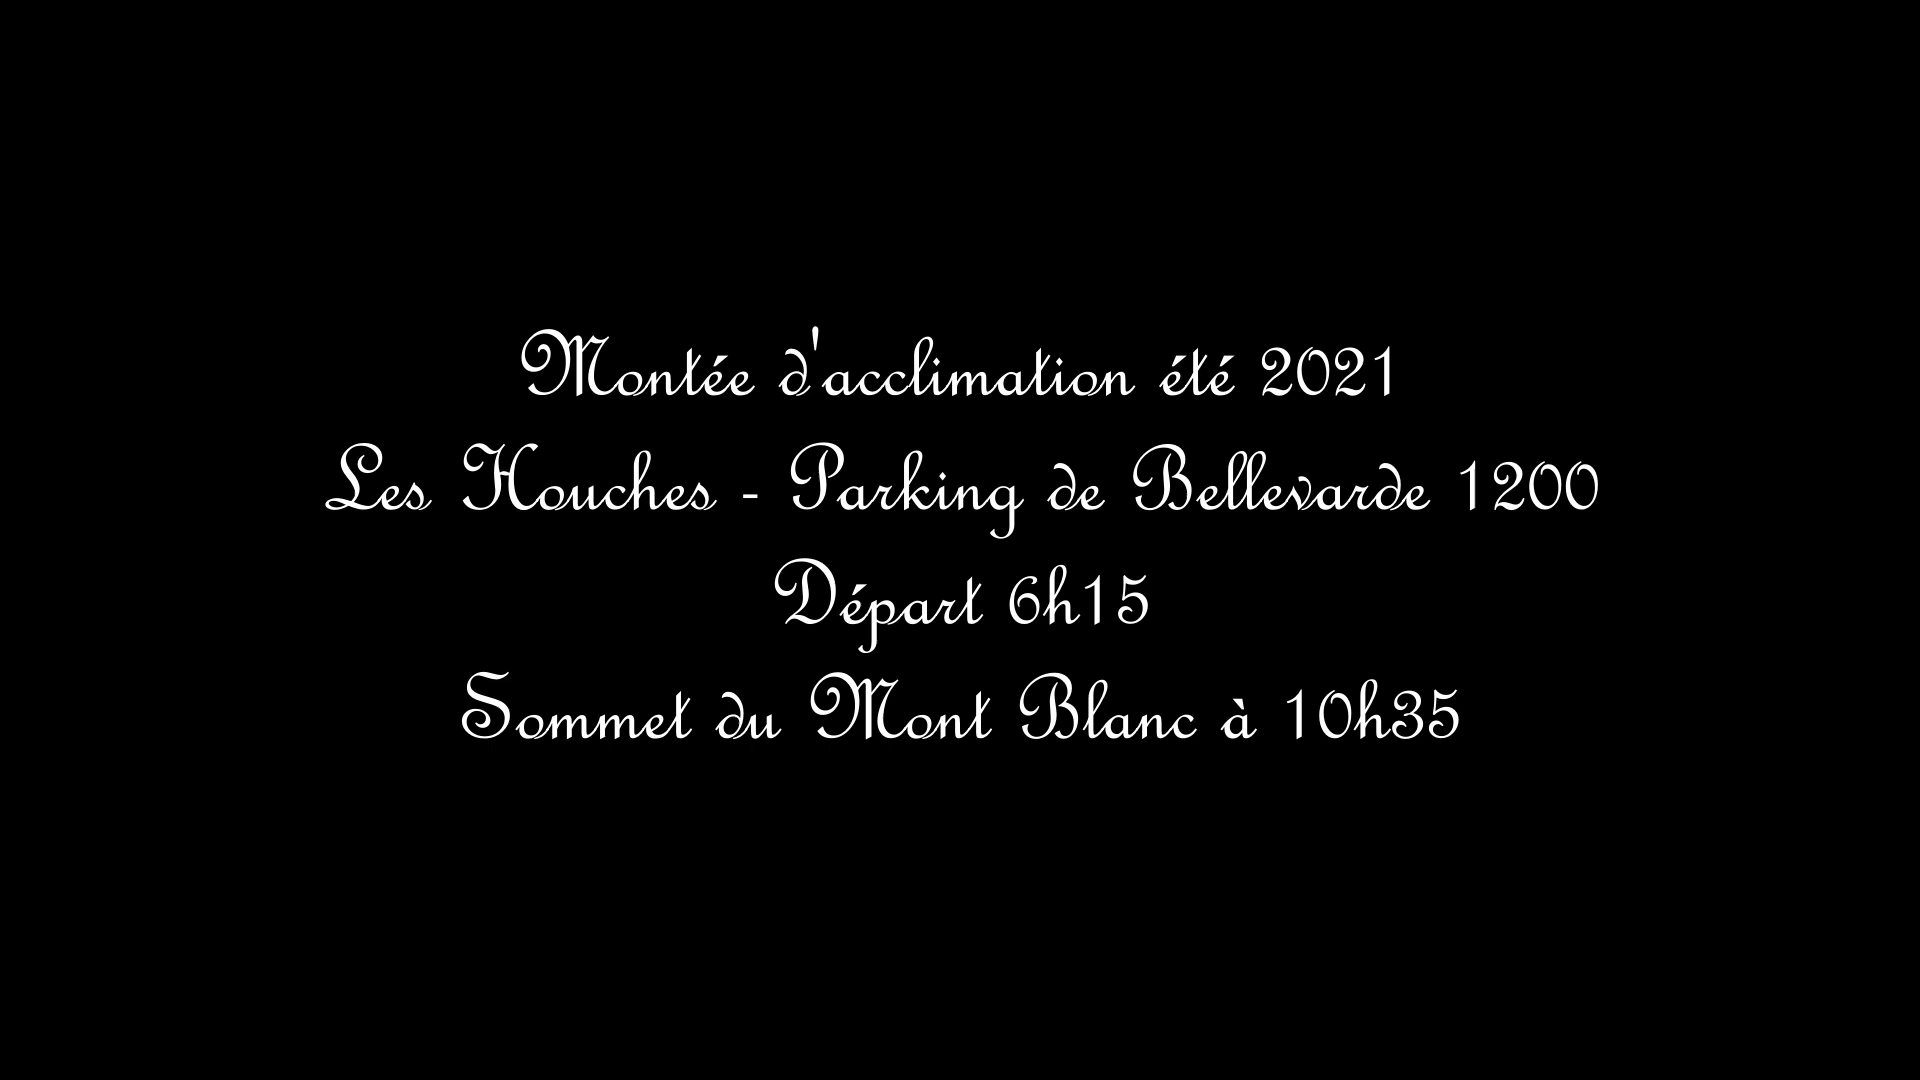 Montée d'acclimation été 2021
Les Houches - Parking de Bellevarde 1200
Départ 6h15
Sommet du Mont Blanc à 10h35